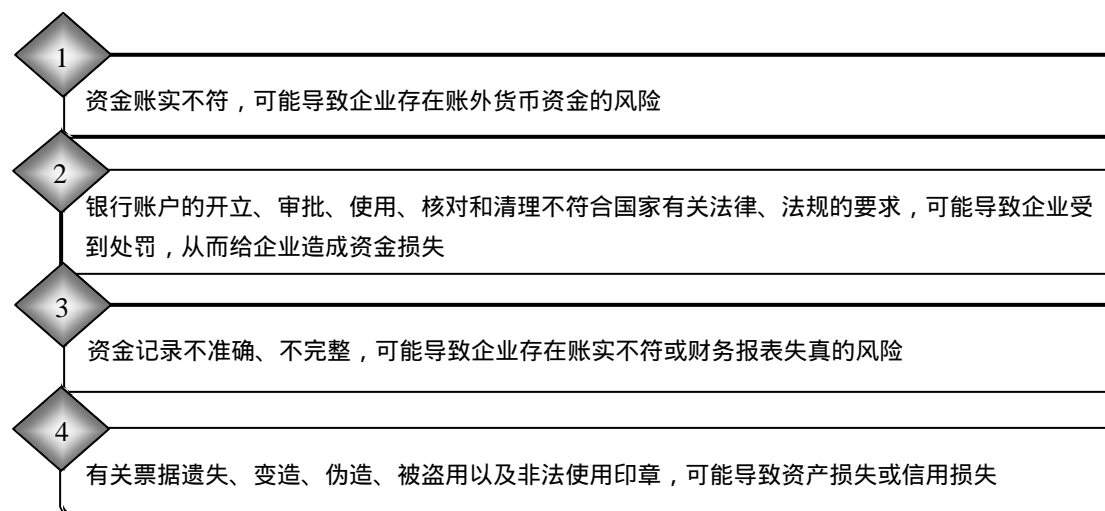 1
资金账实不符，可能导致企业存在账外货币资金的风险
2
银行账户的开立、审批、使用、核对和清理不符合国家有关法律、法规的要求，可能导致企业受
到处罚，从而给企业造成资金损失
3
资金记录不准确、不完整，可能导致企业存在账实不符或财务报表失真的风险
4
有关票据遗失、变造、伪造、被盗用以及非法使用印章，可能导致资产损失或信用损失